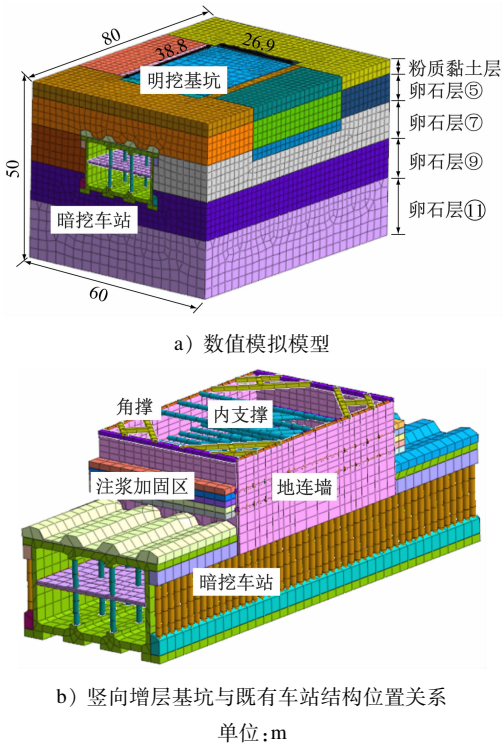 80
38.8
26.9
明挖基坑
粉质黏土层
卵石层⑤
卵石层⑦
卵石层⑨
卵石层⑪
50
暗挖车站
60
a) 数值模拟模型
角撑
内支撑
注浆加固区
地连墙
暗挖车站
b) 竖向增层基坑与既有车站结构位置关系
单位:m